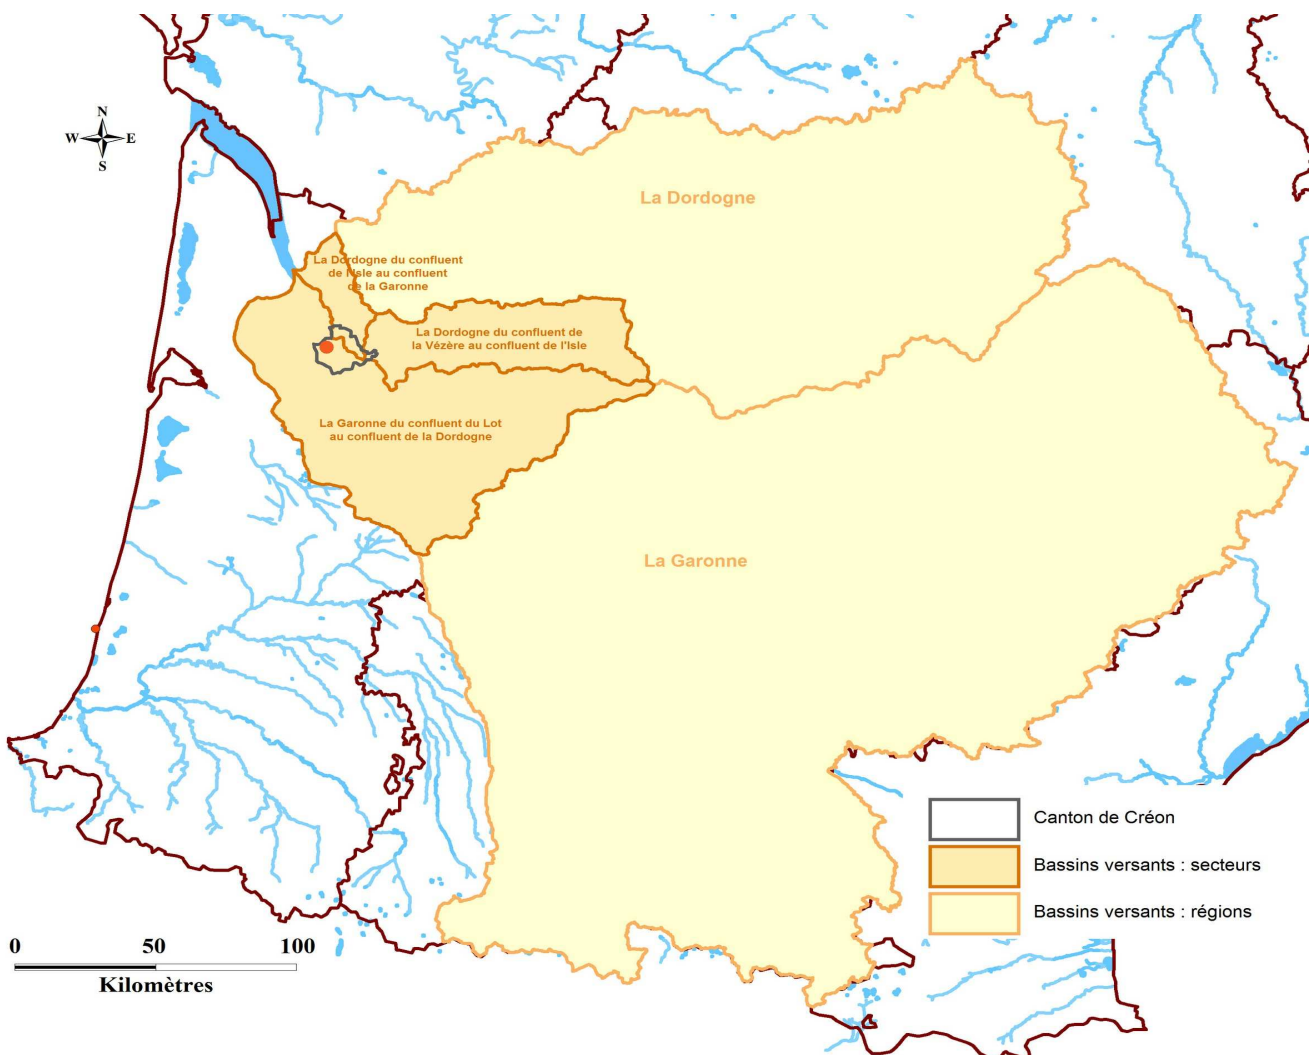 N
W E
S
La Dordogne
La Dordogne du confluent
de l'Isle au confluent
de la Garonne
La Dordogne du confluent de
la Vézère au confluent de l'Isle
La Garonne du confluent du Lot
au confluent de la Dordogne
La Garonne
Canton de Créon
Bassins versants : secteurs
Bassins versants : régions
0 50 100
Kilomètres